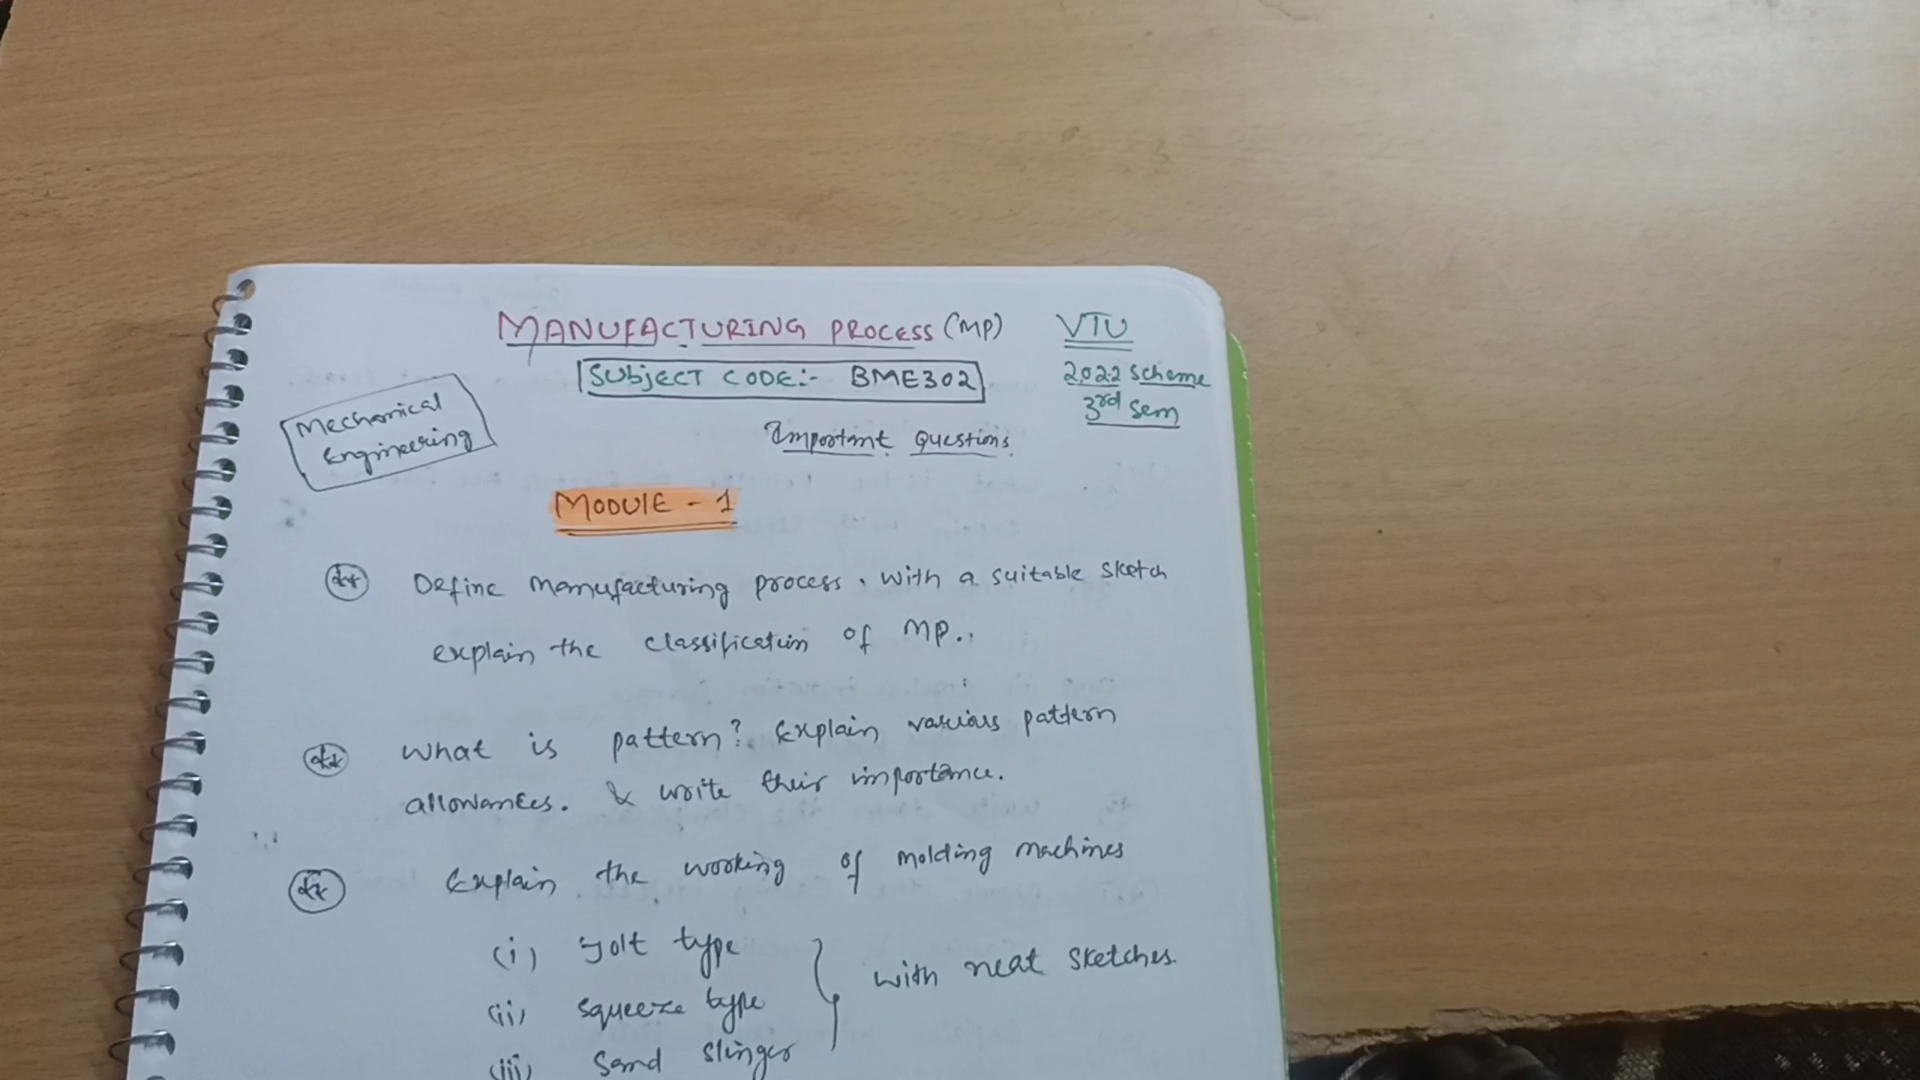 MANUFACTURING PROCESS (MP)
VTU
SUBJECT CODE:- BME302
2022 Scheme
3rd Sem
Mechanical
Engineering
Important Questions
MODULE - 1
** Define Manufacturing process. with a suitable sketch
explain the classification of MP.
** What is pattern? Explain various pattern
allowances. & write their importance.
** Explain the working of molding machines
(i) Jolt type
(ii) squeeze type
with neat sketches.
(iii) Sand slinger